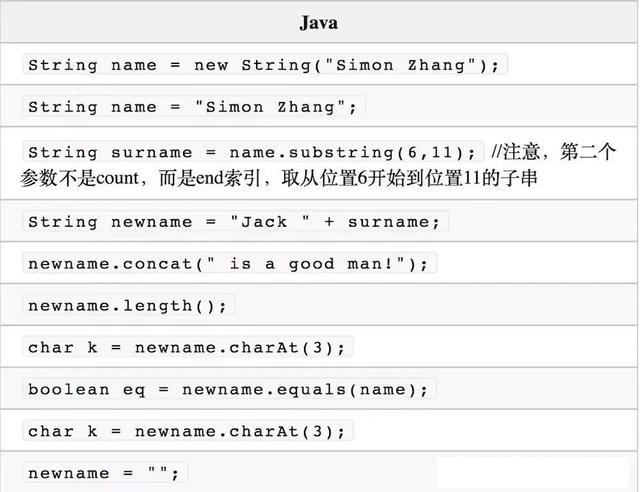 Java
String name = new String("Simon Zhang");
String name = "Simon Zhang";
String surname = name.substring(6,11); //注意，第二个
参数不是count，而是end索引，取从位置6开始到位置11的子串
String newname = "Jack " + surname;
newname.concat(" is a good man!");
newname.length();
char k = newname.charAt(3);
boolean eq = newname.equals(name);
char k = newname.charAt(3);
newname = "";